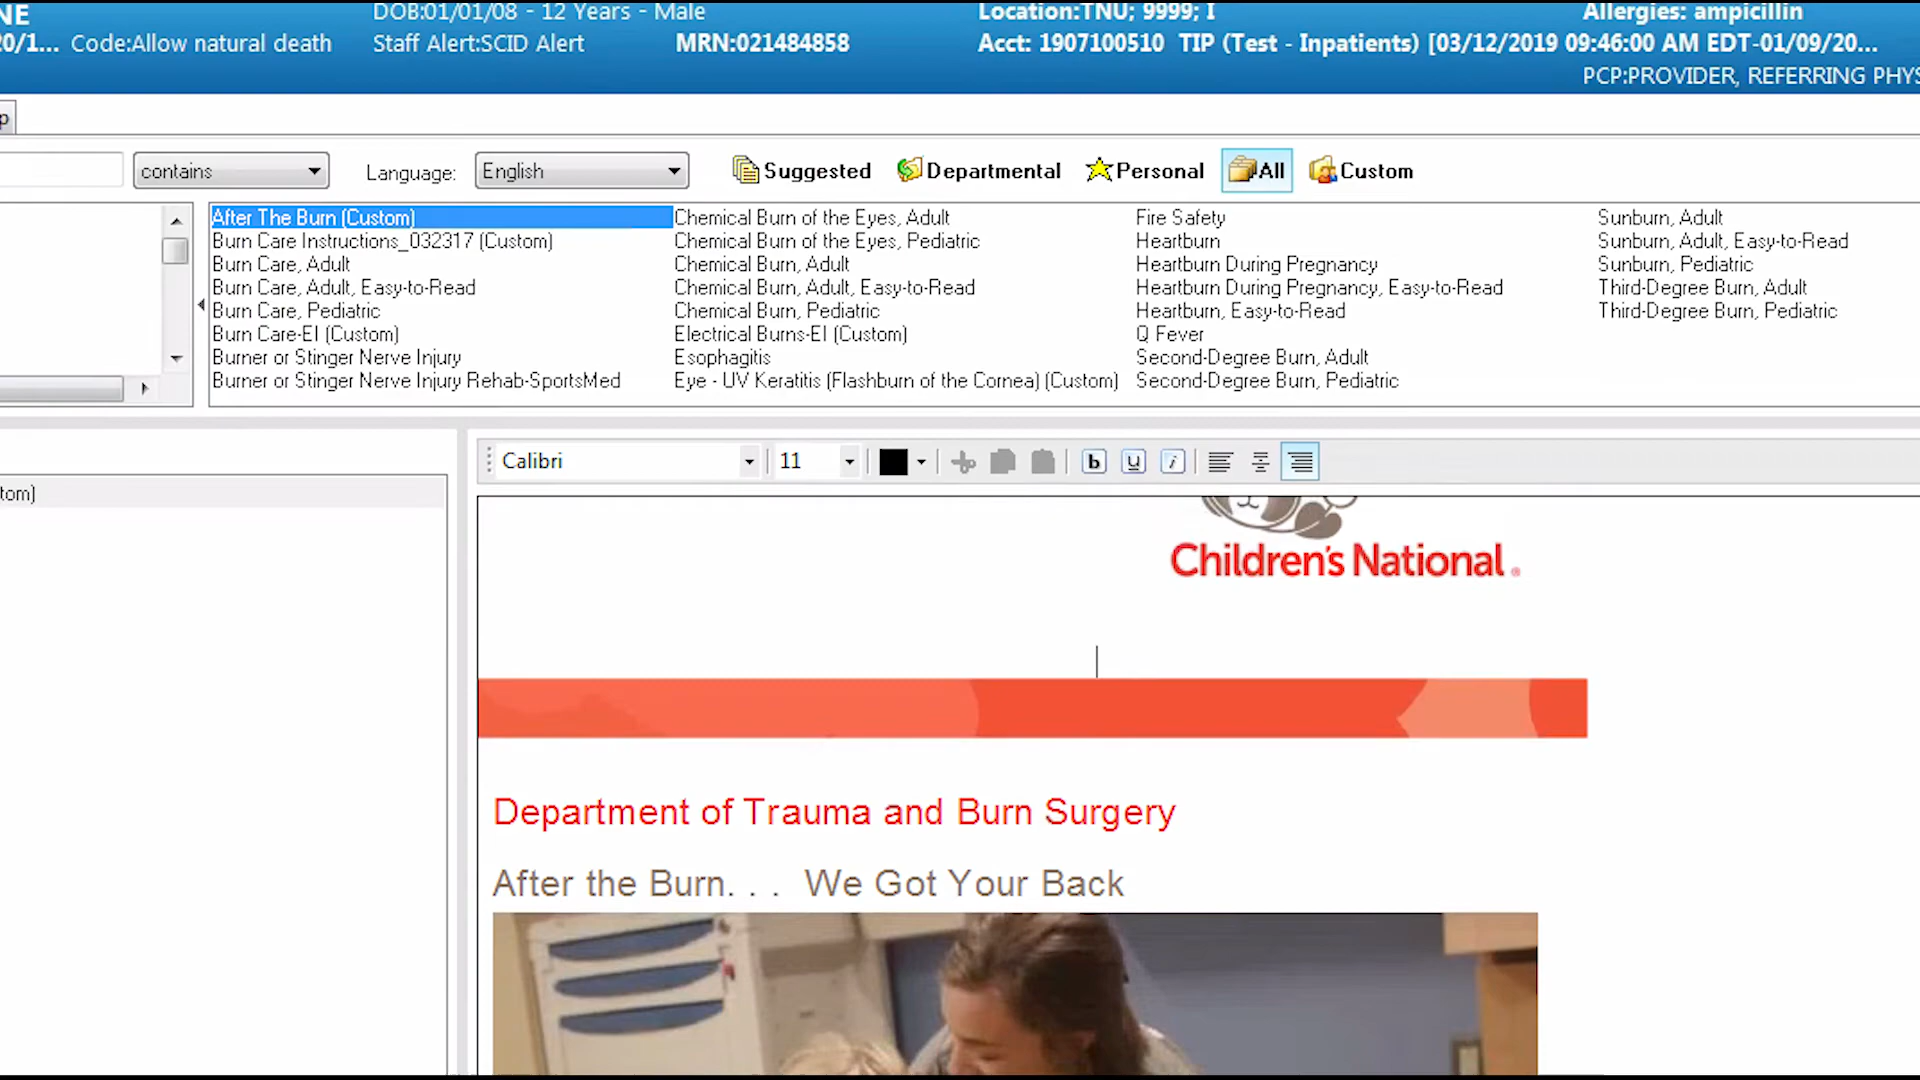 NE
DOB:01/01/08 - 12 Years - Male
Location:TNU; 9999; I
Allergies: ampicillin
20/1... Code:Allow natural death
Staff Alert:SCID Alert
MRN:021484858
Acct: 1907100510 TIP (Test - Inpatients) [03/12/2019 09:46:00 AM EDT-01/09/20...
PCP:PROVIDER, REFERRING PHYS
p
contains
Language:
English
Suggested
Departmental
Personal
All
Custom
After The Burn (Custom)
Burn Care Instructions_032317 (Custom)
Burn Care, Adult
Burn Care, Adult, Easy-to-Read
Burn Care, Pediatric
Burn Care-EI (Custom)
Burner or Stinger Nerve Injury
Burner or Stinger Nerve Injury Rehab-SportsMed
Chemical Burn of the Eyes, Adult
Chemical Burn of the Eyes, Pediatric
Chemical Burn, Adult
Chemical Burn, Adult, Easy-to-Read
Chemical Burn, Pediatric
Electrical Burns-EI (Custom)
Esophagitis
Eye - UV Keratitis (Flashburn of the Cornea) (Custom)
Fire Safety
Heartburn
Heartburn During Pregnancy
Heartburn During Pregnancy, Easy-to-Read
Heartburn, Easy-to-Read
Q Fever
Second-Degree Burn, Adult
Second-Degree Burn, Pediatric
Sunburn, Adult
Sunburn, Adult, Easy-to-Read
Sunburn, Pediatric
Third-Degree Burn, Adult
Third-Degree Burn, Pediatric
Calibri
11
b
u
i
tom)
Children's National ®
Department of Trauma and Burn Surgery
After the Burn. . . We Got Your Back